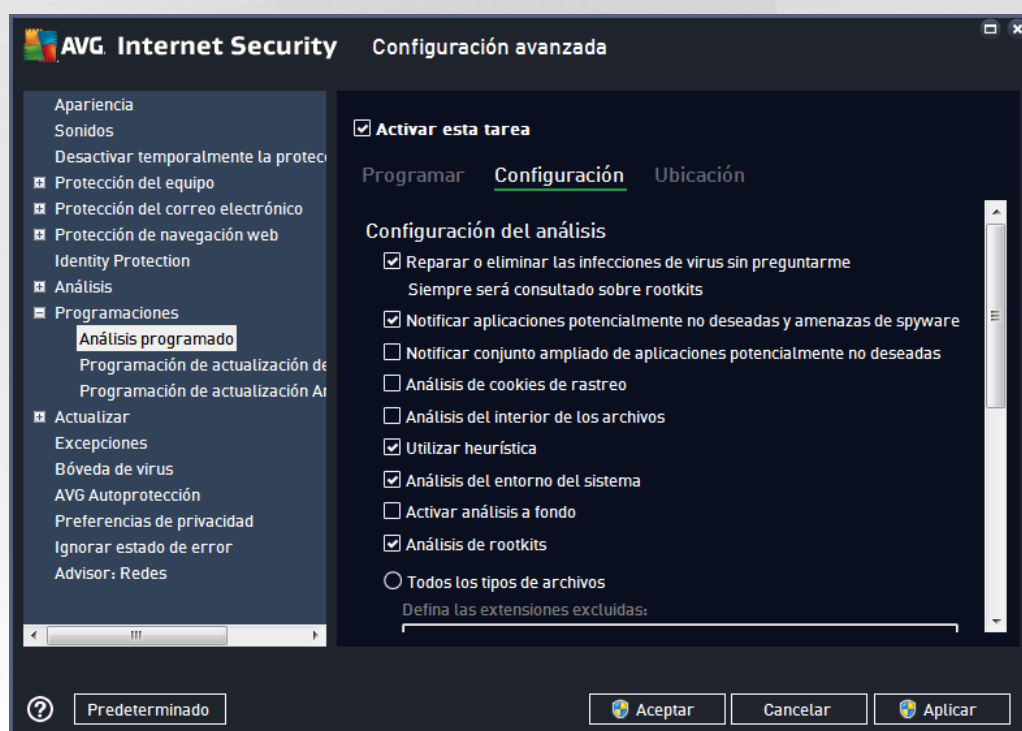 AVG. Internet Security Configuración avanzada
Apariencia
Sonidos
Desactivar temporalmente la protec
Protección del equipo
Protección del correo electrónico
Protección de navegación web
Identity Protection
Análisis
Programaciones
Análisis programado
Programación de actualización de
Programación de actualización
Actualizar
Excepciones
Bóveda de virus
AVG Autoprotección
Preferencias de privacidad
Ignorar estado de error
Advisor: Redes
Activar esta tarea
Programar Configuración Ubicación
Configuración del análisis
Reparar o eliminar las infecciones de virus sin preguntarme
Siempre será consultado sobre rootkits
Notificar aplicaciones potencialmente no deseadas y amenazas de spyware
Notificar conjunto ampliado de aplicaciones potencialmente no deseadas
Análisis de cookies de rastreo
Análisis del interior de los archivos
Utilizar heurística
Análisis del entorno del sistema
Activar análisis a fondo
Análisis de rootkits
Todos los tipos de archivos
Defina las extensiones excluidas:
? Predeterminado Aceptar Cancelar Aplicar